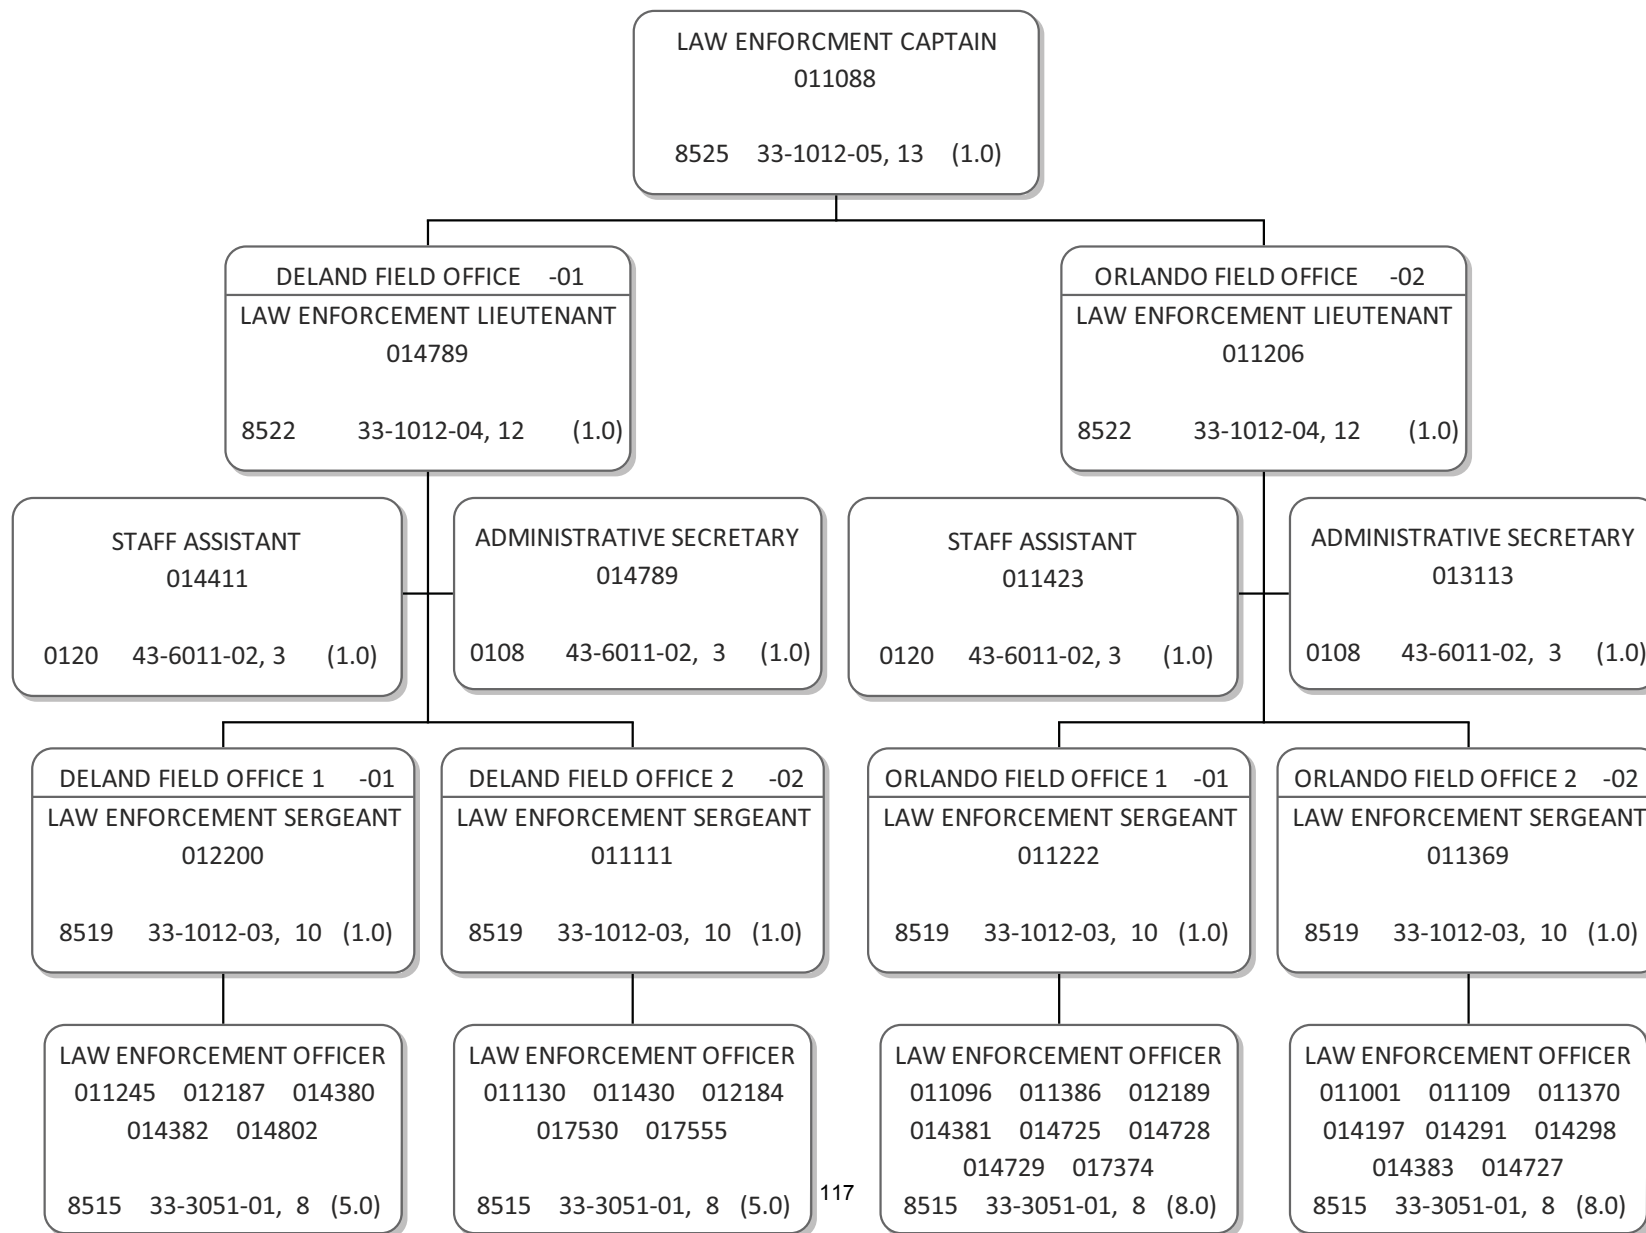 LAW ENFORCMENT CAPTAIN
011088
8525 33-1012-05, 13 (1.0)
DELAND FIELD OFFICE -01
LAW ENFORCEMENT LIEUTENANT
014789
8522 33-1012-04, 12 (1.0)
ORLANDO FIELD OFFICE -02
LAW ENFORCEMENT LIEUTENANT
011206
8522 33-1012-04, 12 (1.0)
STAFF ASSISTANT
014411
0120 43-6011-02, 3 (1.0)
ADMINISTRATIVE SECRETARY
014789
0108 43-6011-02, 3 (1.0)
STAFF ASSISTANT
011423
0120 43-6011-02, 3 (1.0)
ADMINISTRATIVE SECRETARY
013113
0108 43-6011-02, 3 (1.0)
DELAND FIELD OFFICE 1 -01
LAW ENFORCEMENT SERGEANT
012200
8519 33-1012-03, 10 (1.0)
DELAND FIELD OFFICE 2 -02
LAW ENFORCEMENT SERGEANT
011111
8519 33-1012-03, 10 (1.0)
ORLANDO FIELD OFFICE 1 -01
LAW ENFORCEMENT SERGEANT
011222
8519 33-1012-03, 10 (1.0)
ORLANDO FIELD OFFICE 2 -02
LAW ENFORCEMENT SERGEANT
011369
8519 33-1012-03, 10 (1.0)
LAW ENFORCEMENT OFFICER
011245 012187 014380
014382 014802
8515 33-3051-01, 8 (5.0)
LAW ENFORCEMENT OFFICER
011130 011430 012184
017530 017555
8515 33-3051-01, 8 (5.0)
LAW ENFORCEMENT OFFICER
011096 011386 012189
014381 014725 014728
014729 017374
8515 33-3051-01, 8 (8.0)
LAW ENFORCEMENT OFFICER
011001 011109 011370
014197 014291 014298
014383 014727
8515 33-3051-01, 8 (8.0)
117